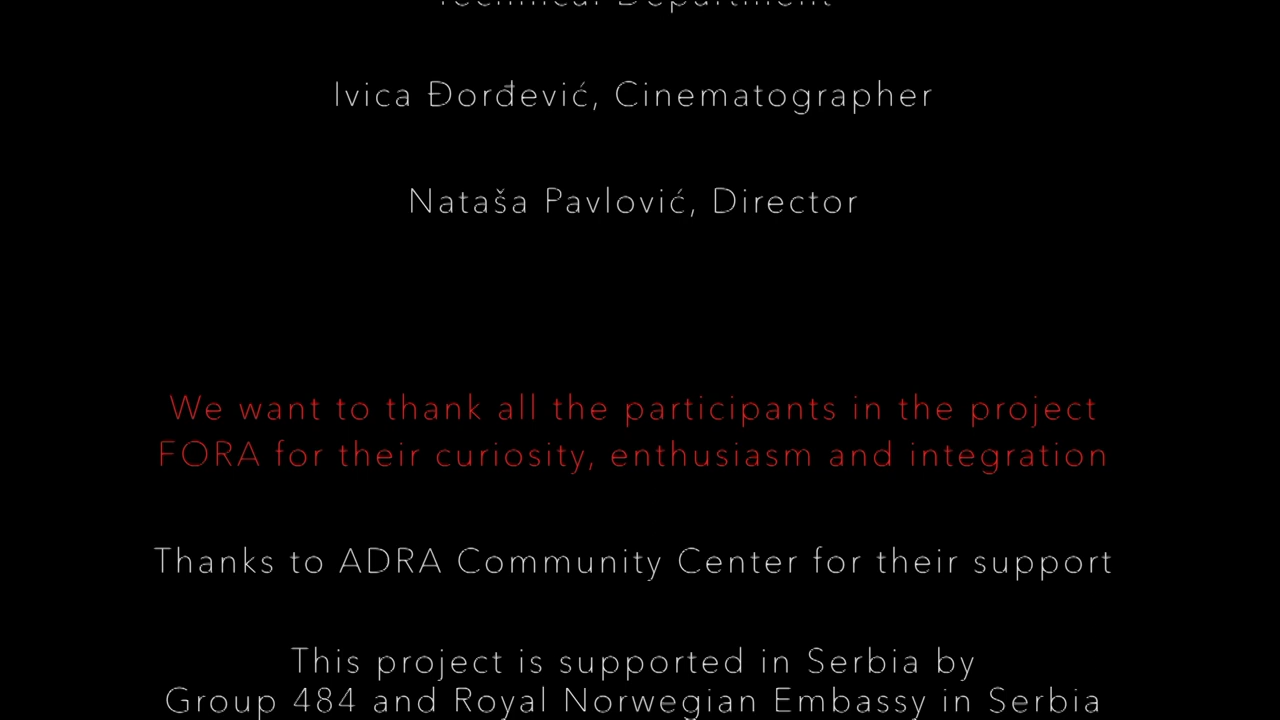 Technical Department
Ivica Đorđević, Cinematographer
Nataša Pavlović, Director
We want to thank all the participants in the project
FORA for their curiosity, enthusiasm and integration
Thanks to ADRA Community Center for their support
This project is supported in Serbia by
Group 484 and Royal Norwegian Embassy in Serbia